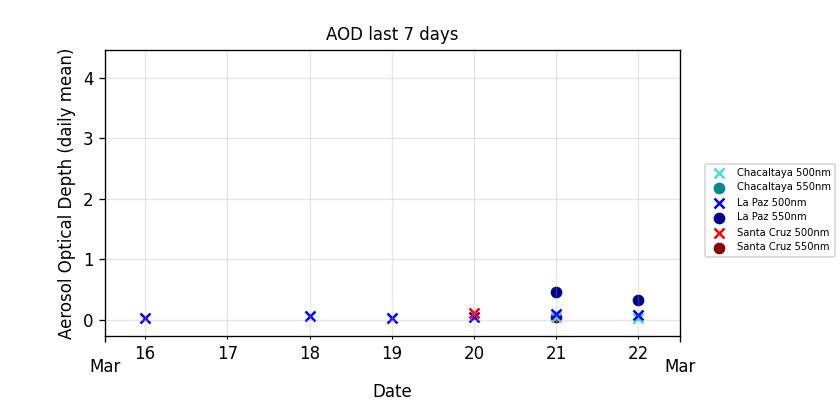 AOD last 7 days
Aerosol Optical Depth (daily mean)
4
3
2
1
0
16 17 18 19 20 21 22
Mar Mar
Date
Chacaltaya 500nm
Chacaltaya 550nm
La Paz 500nm
La Paz 550nm
Santa Cruz 500nm
Santa Cruz 550nm